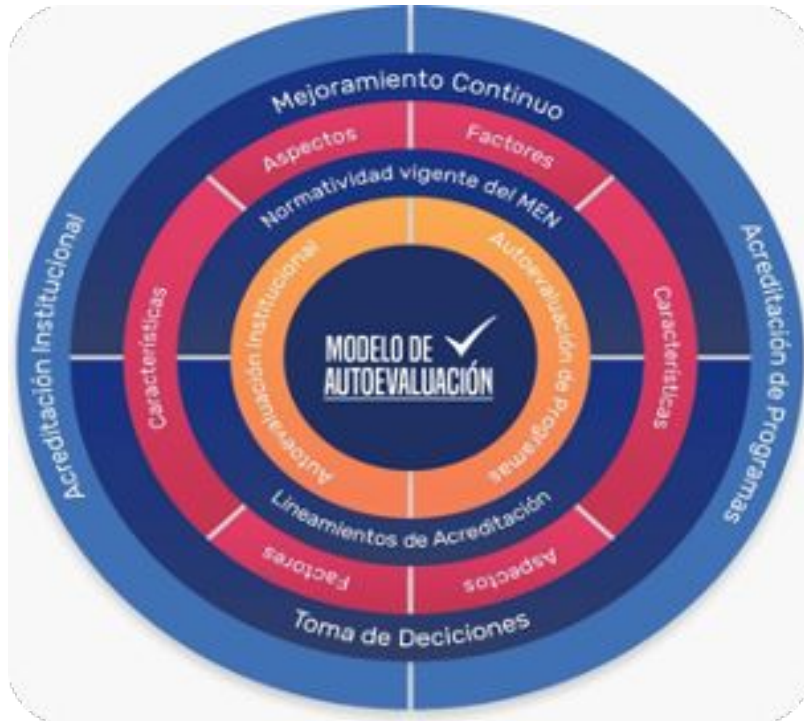 Mejoramiento Continuo
Aspectos
Factores
Normatividad vigente del MEN
Acreditación Institucional
Características
Autoevaluación Institucional
MODELO DE
AUTOEVALUACIÓN
Autoevaluación de Programas
Características
Acreditación de Programas
Lineamientos de Acreditación
Factores
Aspectos
Toma de Deciciones